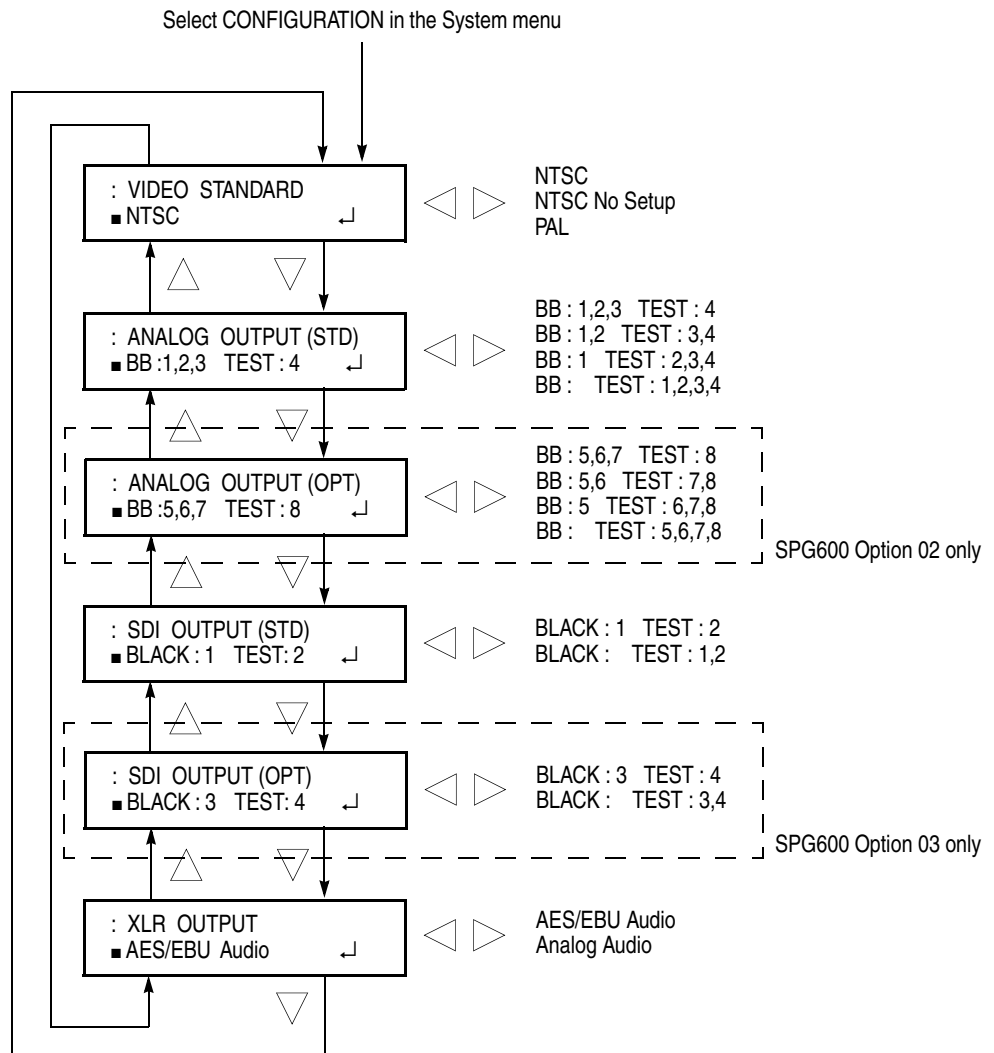 Select CONFIGURATION in the System menu
: VIDEO STANDARD
■ NTSC ↵
NTSC
NTSC No Setup
PAL
: ANALOG OUTPUT (STD)
■ BB :1,2,3 TEST : 4 ↵
BB : 1,2,3 TEST : 4
BB : 1,2 TEST : 3,4
BB : 1 TEST : 2,3,4
BB : TEST : 1,2,3,4
: ANALOG OUTPUT (OPT)
■ BB :5,6,7 TEST : 8 ↵
BB : 5,6,7 TEST : 8
BB : 5,6 TEST : 7,8
BB : 5 TEST : 6,7,8
BB : TEST : 5,6,7,8
SPG600 Option 02 only
: SDI OUTPUT (STD)
■ BLACK : 1 TEST: 2 ↵
BLACK : 1 TEST : 2
BLACK : TEST : 1,2
: SDI OUTPUT (OPT)
■ BLACK : 3 TEST: 4 ↵
BLACK : 3 TEST : 4
BLACK : TEST : 3,4
SPG600 Option 03 only
: XLR OUTPUT
■ AES/EBU Audio ↵
AES/EBU Audio
Analog Audio